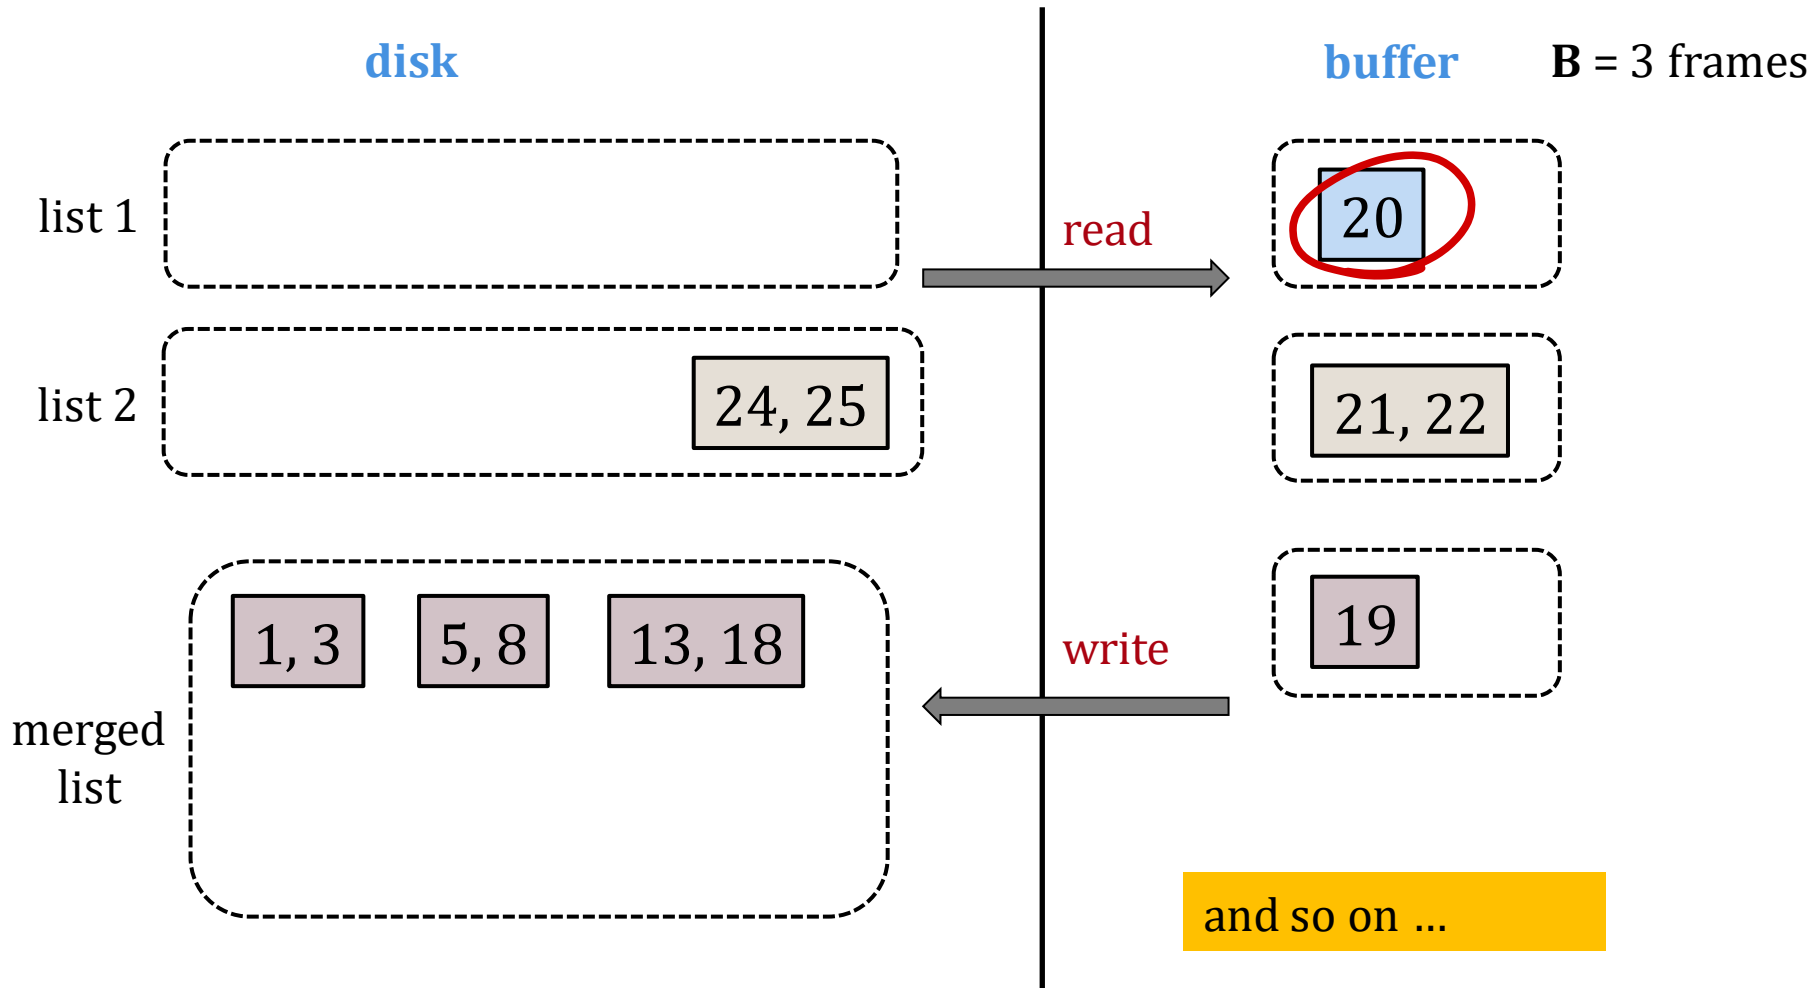 disk
buffer
B = 3 frames
list 1
20
read
list 2
24, 25
21, 22
1, 3
5, 8
13, 18
19
write
merged
list
and so on ...